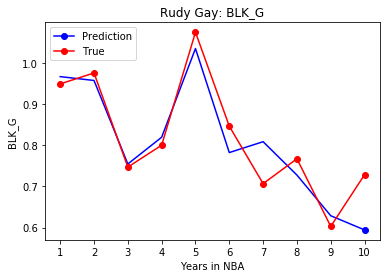 Rudy Gay: BLK_G
Prediction
True
BLK_G
1.0
0.9
0.8
0.7
0.6
1 2 3 4 5 6 7 8 9 10
Years in NBA